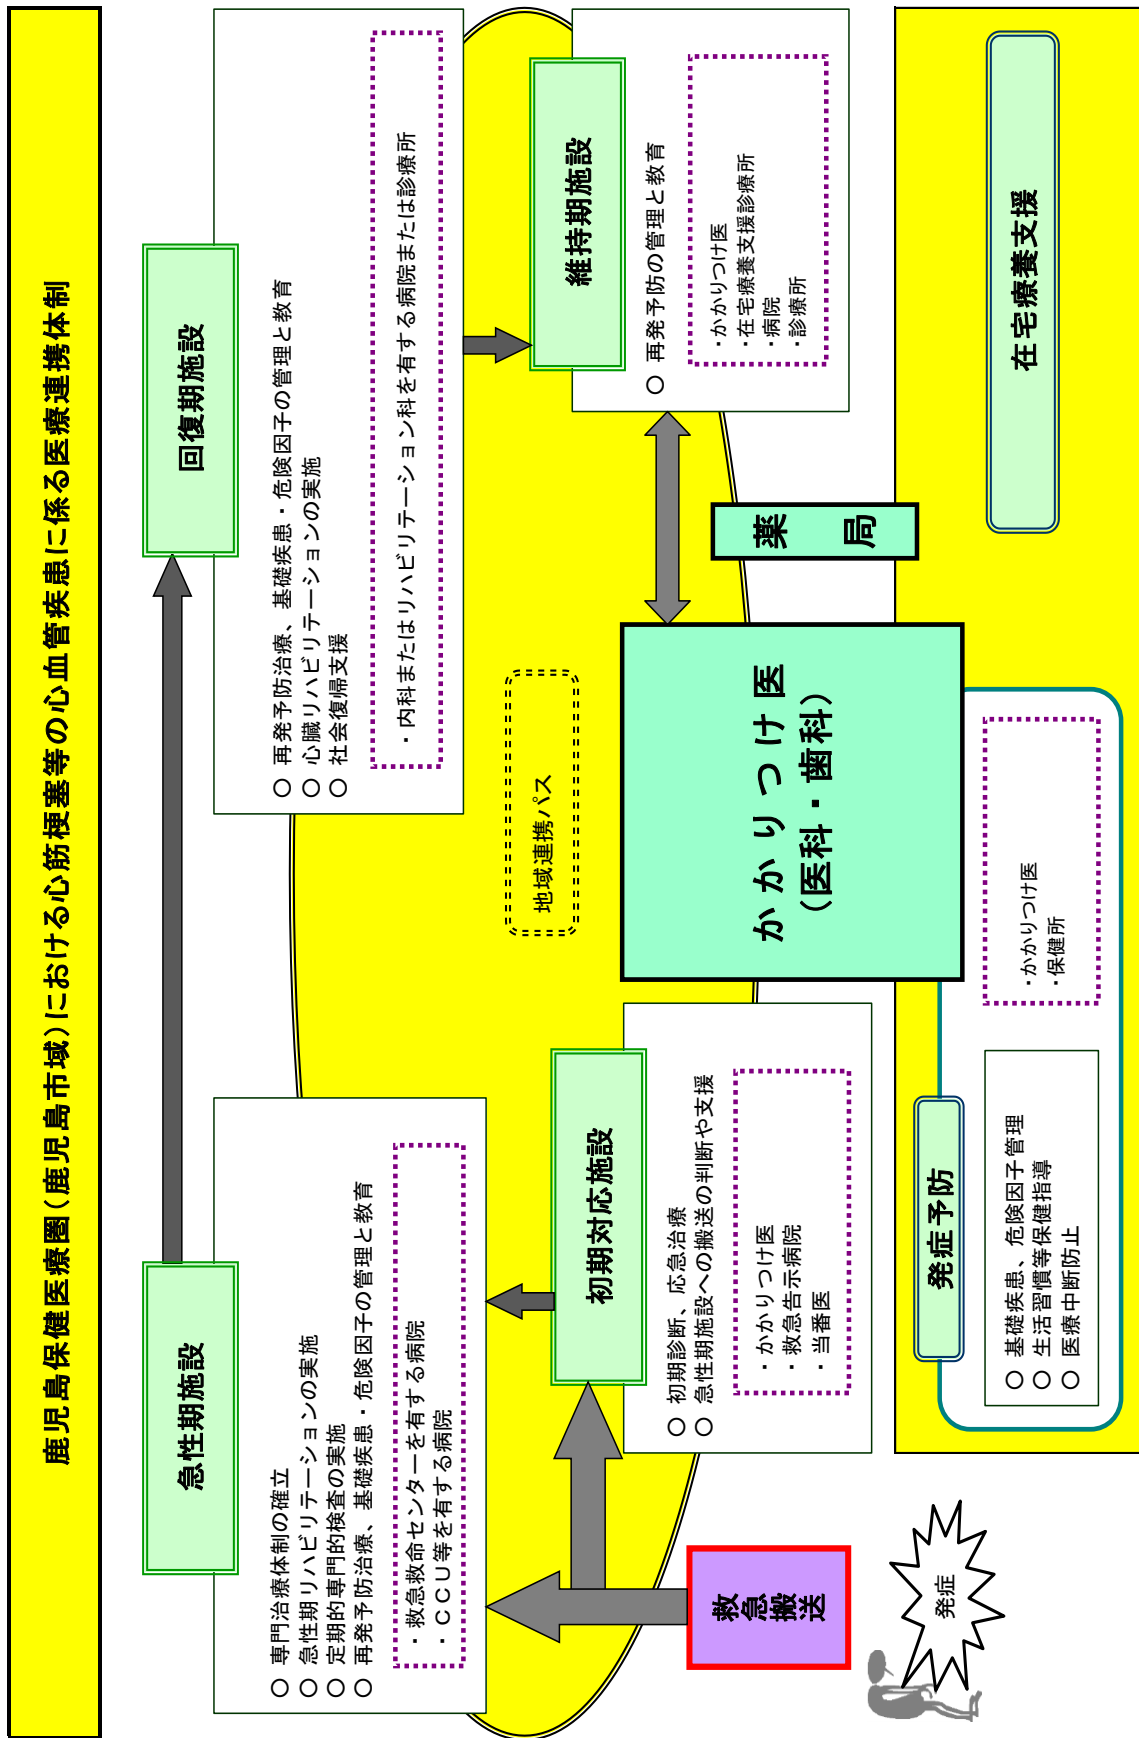 鹿児島保健医療圏(鹿児島市域)における心筋梗塞等の心血管疾患に係る医療連携体制
急性期施設
○ 専門治療体制の確立
○ 急性期リハビリテーションの実施
○ 定期的専門的検査の実施
○ 再発予防治療、基礎疾患・危険因子の管理と教育
・救急救命センターを有する病院
・CCU等を有する病院
回復期施設
○ 再発予防治療、基礎疾患・危険因子の管理と教育
○ 心臓リハビリテーションの実施
○ 社会復帰支援
・内科またはリハビリテーション科を有する病院または診療所
地域連携パス
初期対応施設
○ 初期診断、応急治療
○ 急性期施設への搬送の判断や支援
・かかりつけ医
・救急告示病院
・当番医
維持期施設
○ 再発予防の管理と教育
・かかりつけ医
・在宅療養支援診療所
・病院
・診療所
救急搬送
かかりつけ医
(医科・歯科)
薬 局
発症
発症予防
○ 基礎疾患、危険因子管理
○ 生活習慣等保健指導
○ 医療中断防止
・かかりつけ医
・保健所
在宅療養支援